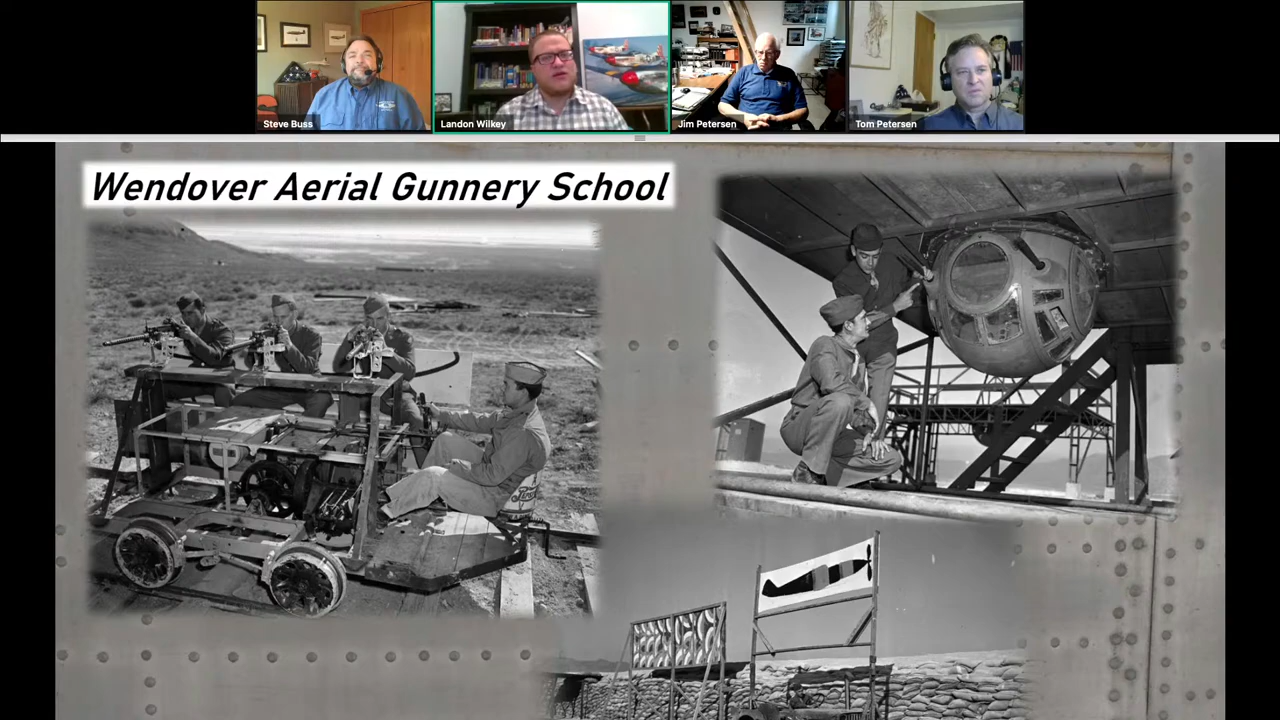 Steve Buss
Landon Wilkey
Jim Petersen
Tom Petersen
Wendover Aerial Gunnery School